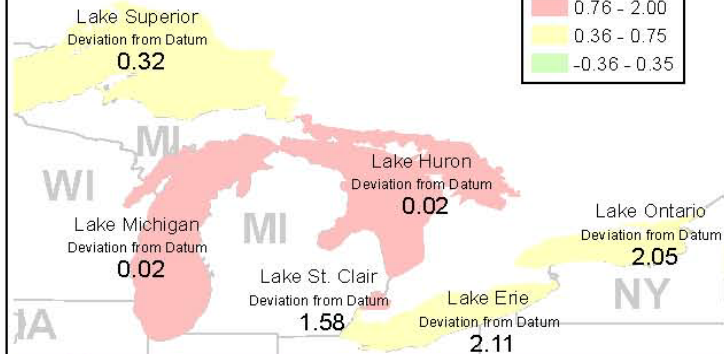 Lake Superior
Deviation from Datum
0.32
0.76 - 2.00
0.36 - 0.75
-0.36 - 0.35
MI
WI
Lake Huron
Deviation from Datum
0.02
Lake Michigan
Deviation from Datum
0.02
MI
Lake Ontario
Deviation from Datum
2.05
Lake St. Clair
Deviation from Datum
1.58
Lake Erie
Deviation from Datum
2.11
NY
IA